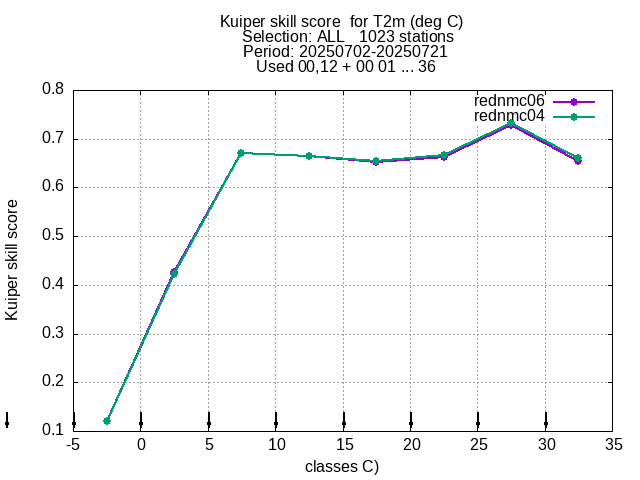 Kuiper skill score  for T2m (deg C)
Selection: ALL   1023 stations
Period: 20250702-20250721
Used 00,12 + 00 01 ... 36
rednmc06
rednmc04
0.8
0.7
0.6
0.5
0.4
0.3
0.2
0.1
Kuiper skill score
-5 0 5 10 15 20 25 30 35
classes C)